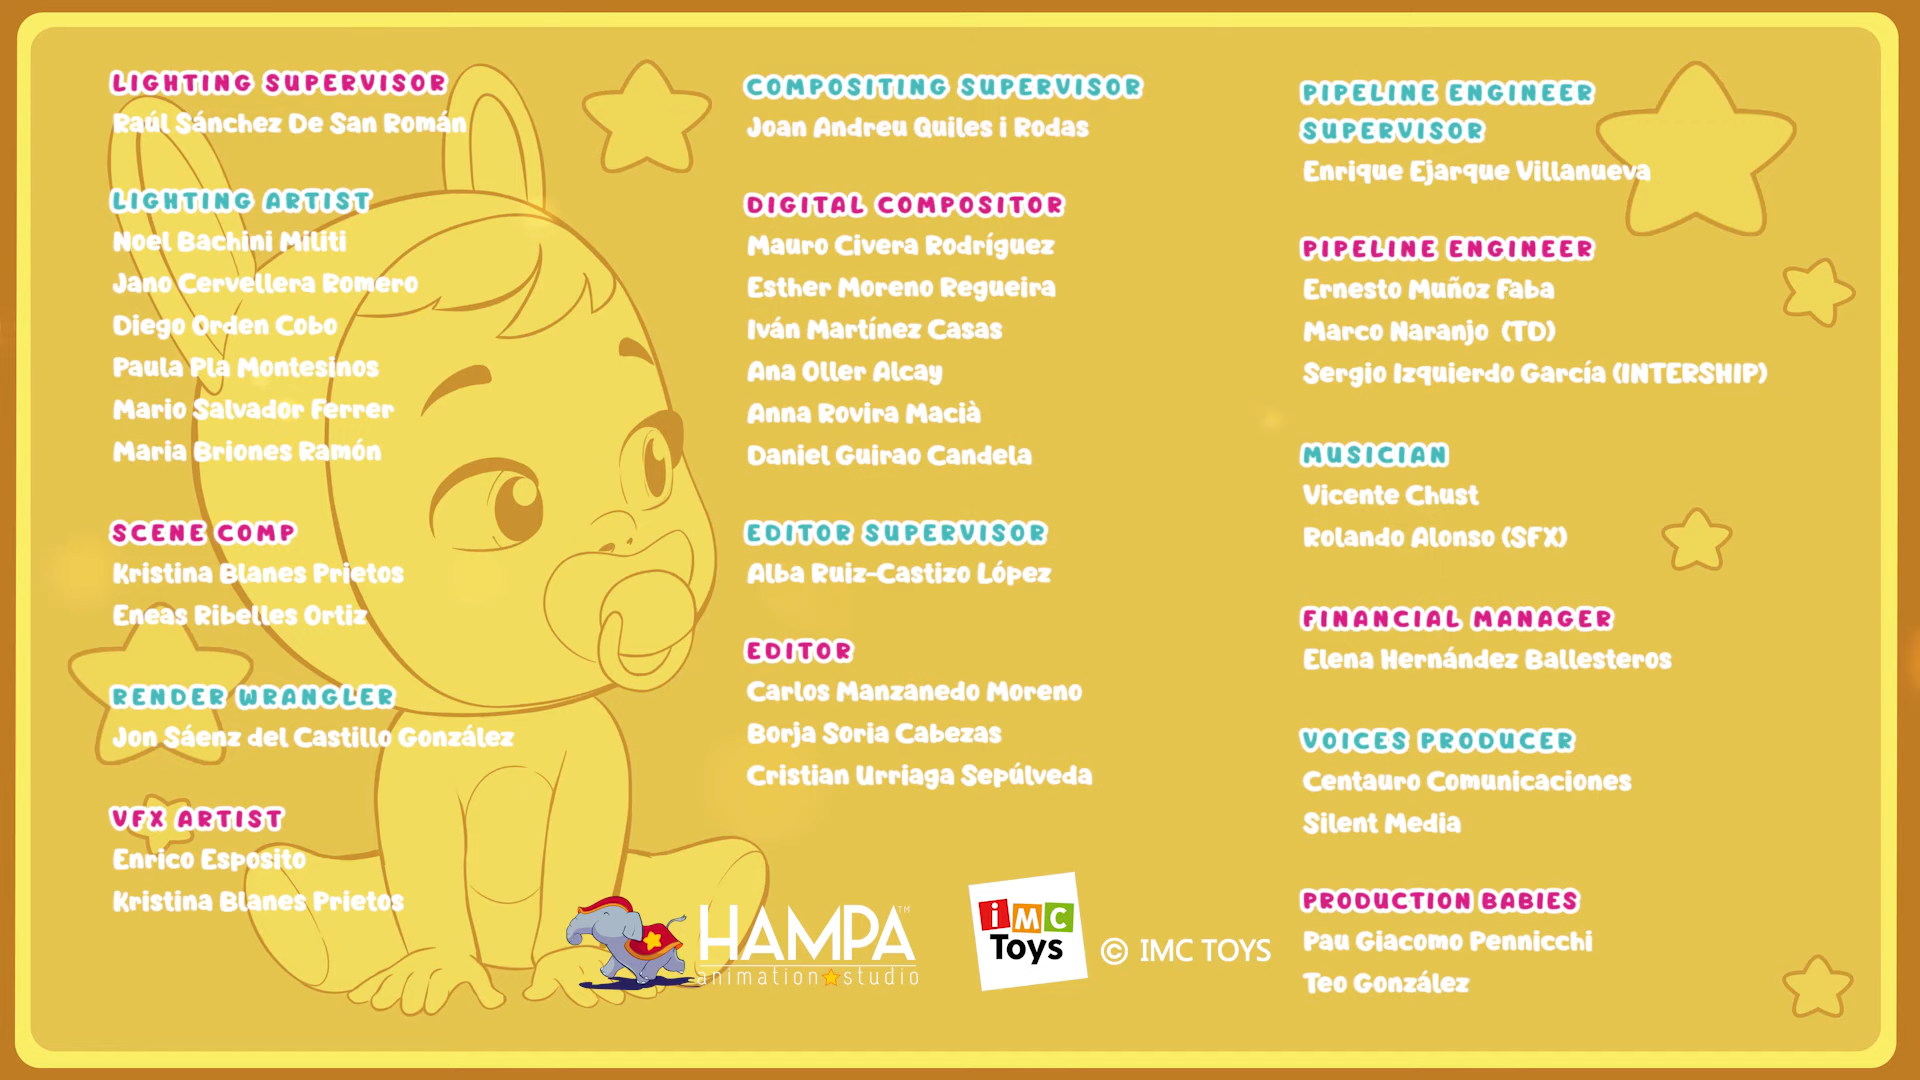 LIGHTING SUPERVISOR
Raúl Sánchez De San Román
LIGHTING ARTIST
Noel Bachini Militi
Jano Cervellera Romero
Diego Orden Cobo
Paula Pla Montesinos
Mario Salvador Ferrer
Maria Briones Ramón
SCENE COMP
Kristina Blanes Prietos
Eneas Ribelles Ortiz
RENDER WRANGLER
Jon Sáenz del Castillo González
VFX ARTIST
Enrico Esposito
Kristina Blanes Prietos
COMPOSITING SUPERVISOR
Joan Andreu Quiles i Rodas
DIGITAL COMPOSITOR
Mauro Civera Rodríguez
Esther Moreno Regueira
Iván Martínez Casas
Ana Oller Alcay
Anna Rovira Macià
Daniel Guirao Candela
EDITOR SUPERVISOR
Alba Ruiz-Castizo López
EDITOR
Carlos Manzanedo Moreno
Borja Soria Cabezas
Cristian Urriaga Sepúlveda
HAMPA™
animation studio
iMC
Toys
© IMC TOYS
PIPELINE ENGINEER
SUPERVISOR
Enrique Ejarque Villanueva
PIPELINE ENGINEER
Ernesto Muñoz Faba
Marco Naranjo (TD)
Sergio Izquierdo García (INTERSHIP)
MUSICIAN
Vicente Chust
Rolando Alonso (SFX)
FINANCIAL MANAGER
Elena Hernández Ballesteros
VOICES PRODUCER
Centauro Comunicaciones
Silent Media
PRODUCTION BABIES
Pau Giacomo Pennicchi
Teo González